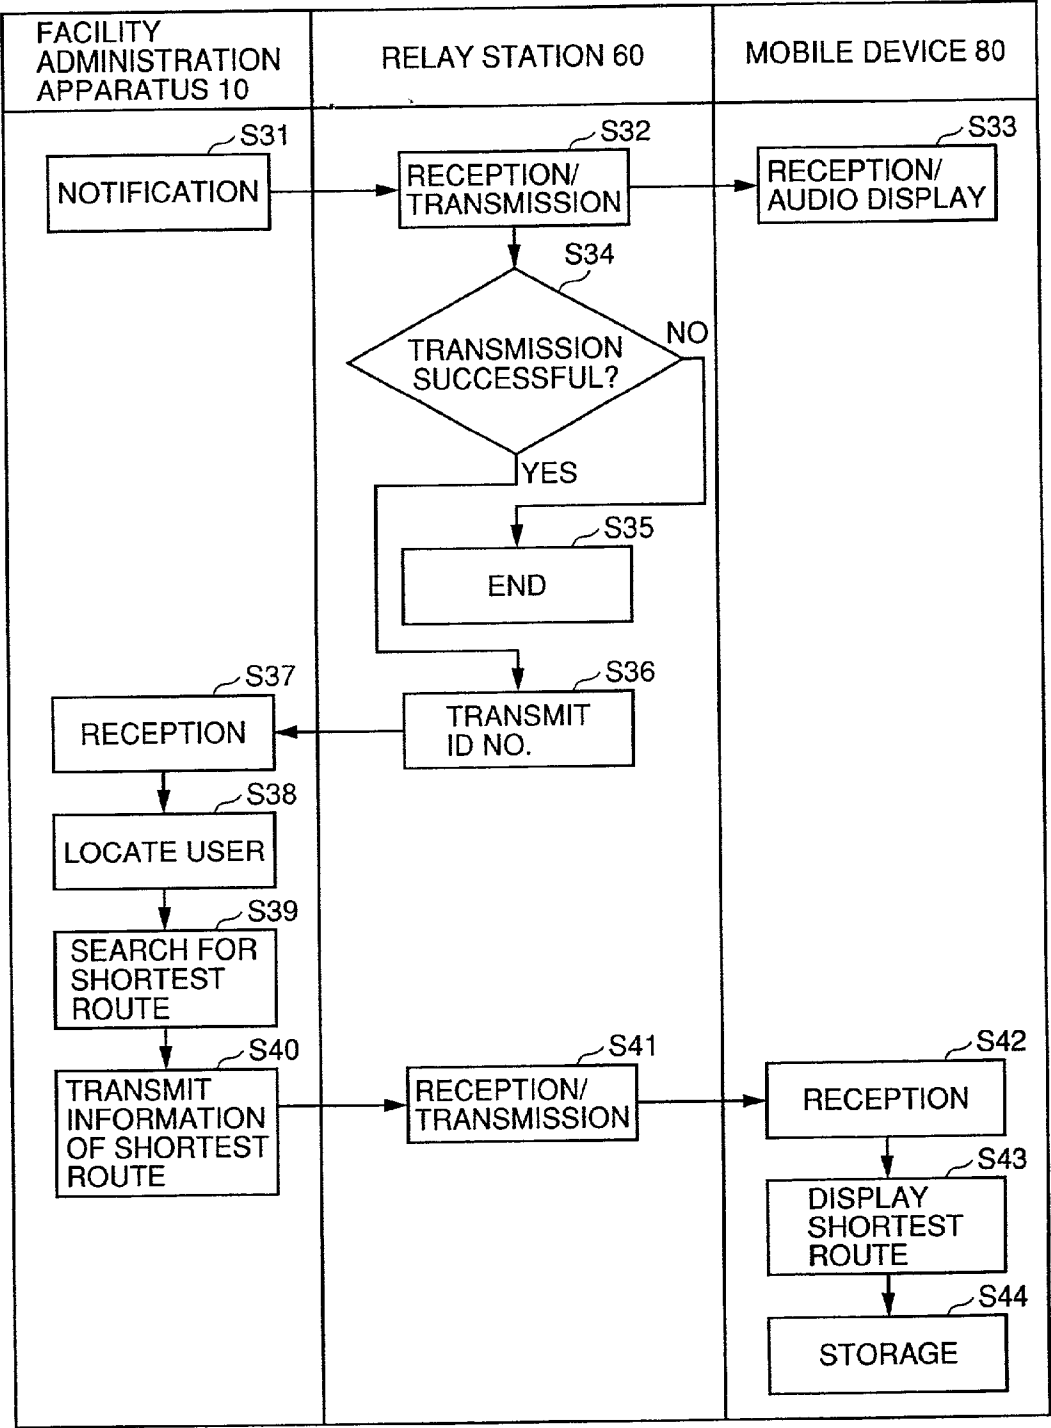 FACILITY
ADMINISTRATION
APPARATUS 10
RELAY STATION 60
MOBILE DEVICE 80
S31
NOTIFICATION
S32
RECEPTION/
TRANSMISSION
S33
RECEPTION/
AUDIO DISPLAY
S34
TRANSMISSION
SUCCESSFUL?
NO
YES
S35
END
S36
TRANSMIT
ID NO.
S37
RECEPTION
S38
LOCATE USER
S39
SEARCH FOR
SHORTEST
ROUTE
S40
TRANSMIT
INFORMATION
OF SHORTEST
ROUTE
S41
RECEPTION/
TRANSMISSION
S42
RECEPTION
S43
DISPLAY
SHORTEST
ROUTE
S44
STORAGE